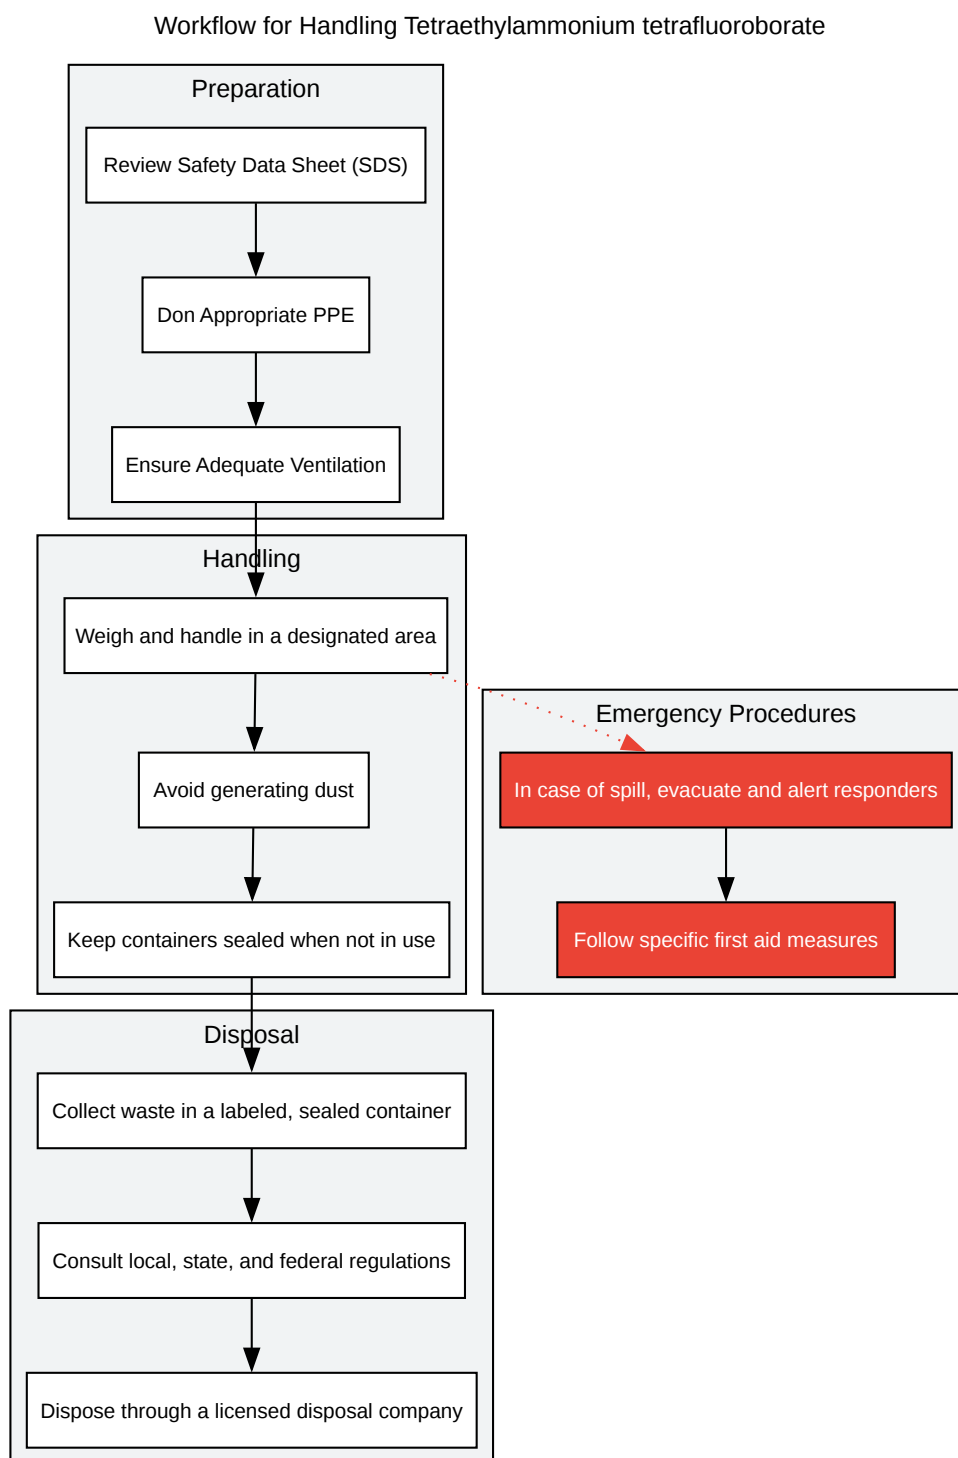 Workflow for Handling Tetraethylammonium tetrafluoroborate
Preparation
Review Safety Data Sheet (SDS)
Don Appropriate PPE
Ensure Adequate Ventilation
Handling
Weigh and handle in a designated area
Avoid generating dust
Keep containers sealed when not in use
Emergency Procedures
In case of spill, evacuate and alert responders
Follow specific first aid measures
Disposal
Collect waste in a labeled, sealed container
Consult local, state, and federal regulations
Dispose through a licensed disposal company